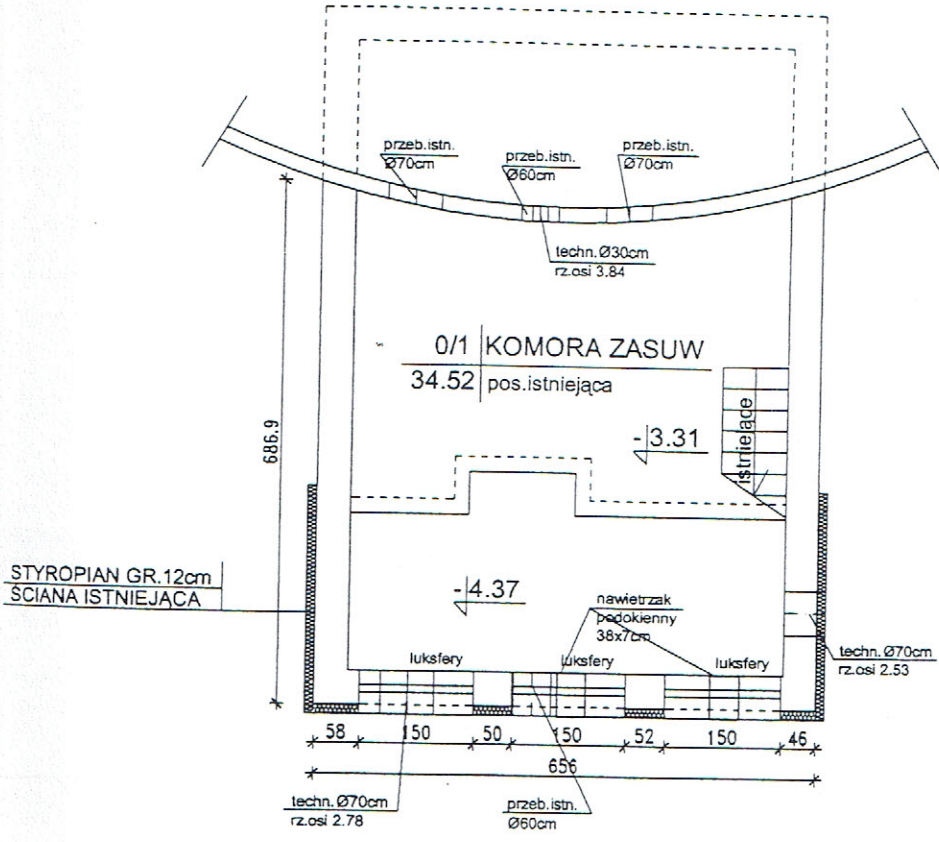 przeb.istn.
Ø70cm
przeb.istn.
Ø60cm
przeb.istn.
Ø70cm
techn.Ø30cm
rz.osi 3.84
0/1 KOMORA ZASUW
34.52 pos.istniejąca
istniejące
-3.31
686.9
STYROPIAN GR.12cm
ŚCIANA ISTNIEJĄCA
-4.37
nawietrzak
podokienny
38x7cm
luksfery
luksfery
luksfery
techn.Ø70cm
rz.osi 2.53
58 150 50 150 52 150 46
656
techn.Ø70cm
rz.osi 2.78
przeb.istn.
Ø60cm